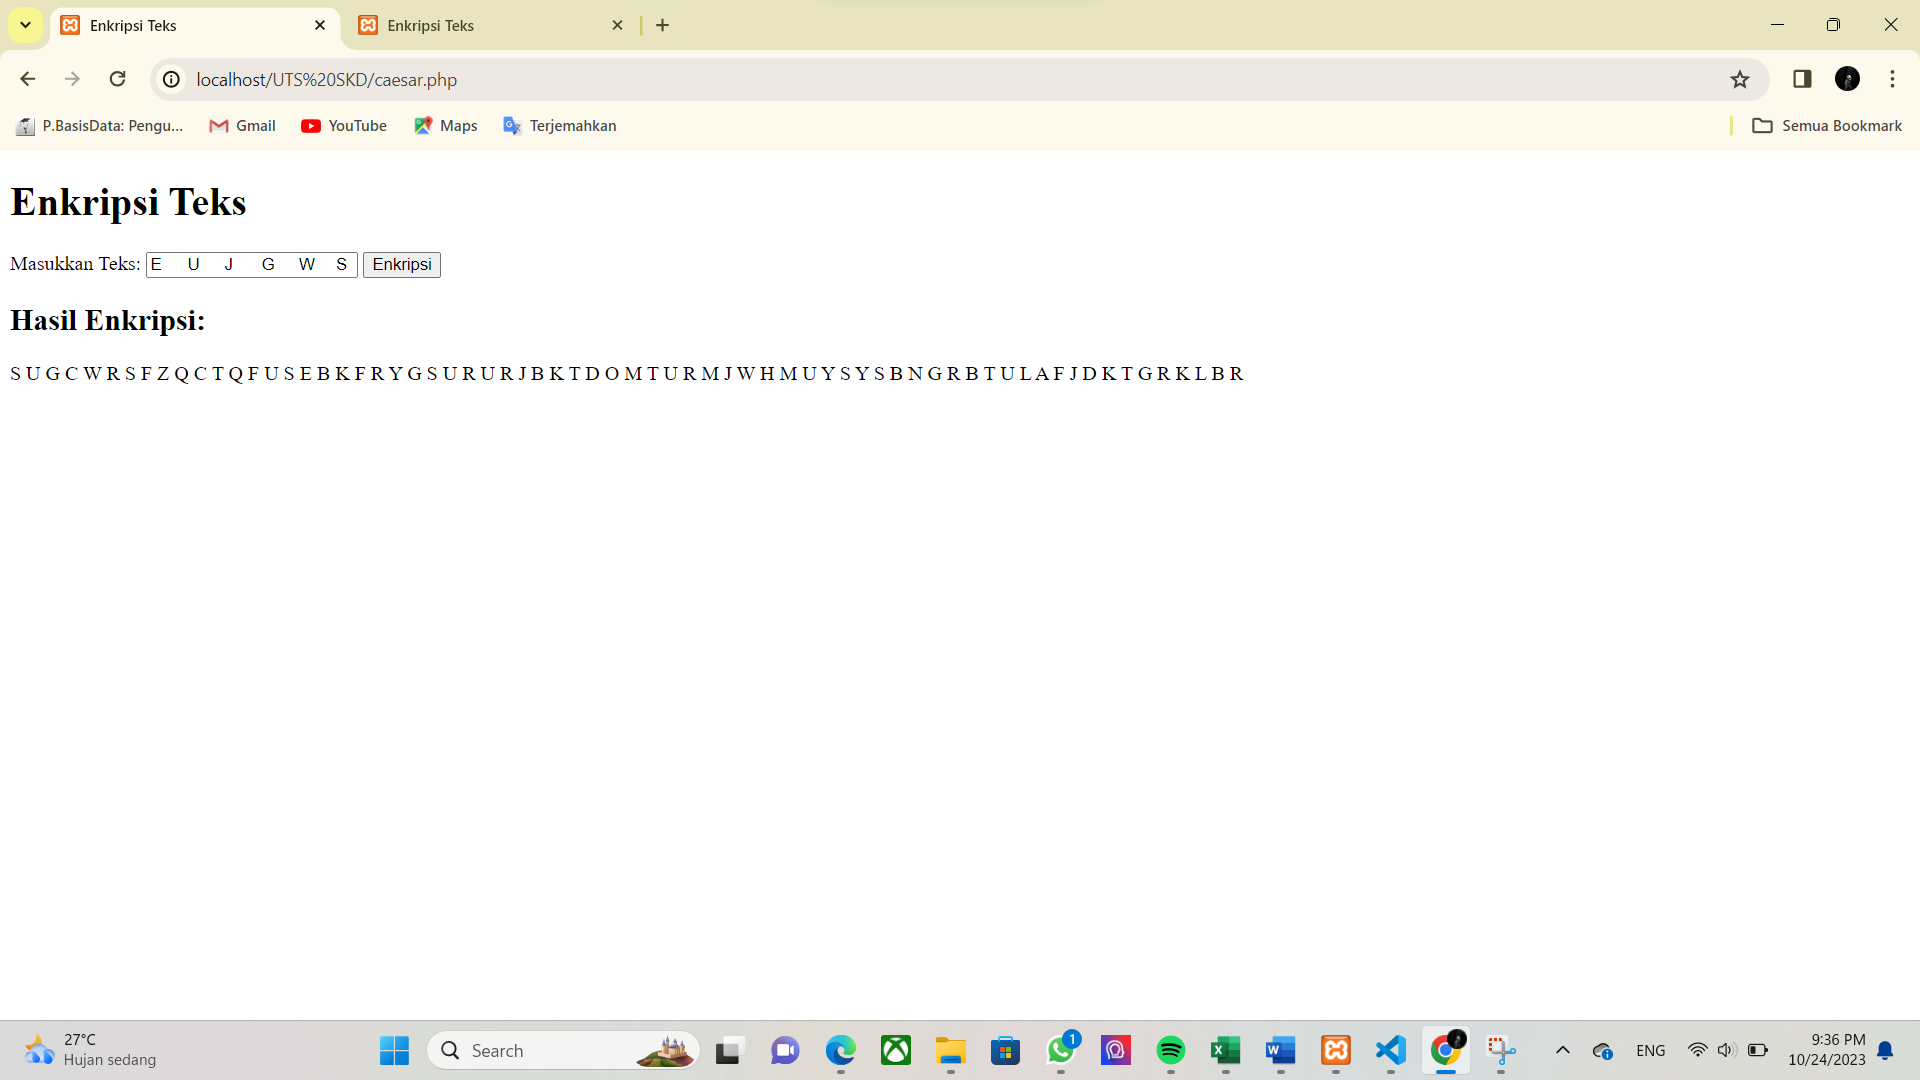 Enkripsi Teks
Enkripsi Teks
localhost/UTS%20SKD/caesar.php
P.BasisData: Pengu... Gmail YouTube Maps Terjemahkan Semua Bookmark
Enkripsi Teks
Masukkan Teks: E U J G W S Enkripsi
Hasil Enkripsi:
S U G C W R S F Z Q C T Q F U S E B K F R Y G S U R U R J B K T D O M T U R M J W H M U Y S Y S B N G R B T U L A F J D K T G R K L B R
27°C
Hujan sedang
Search
1
ENG
9:36 PM
10/24/2023